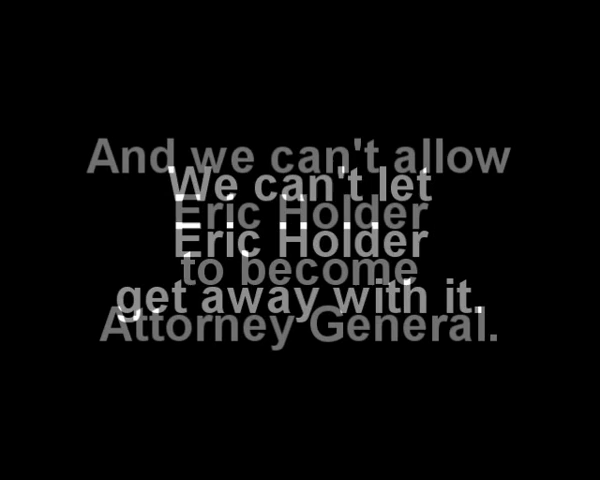 And we can't allow
We can't let
Eric Holder
Eric Holder
to become
get away with it.
Attorney General.